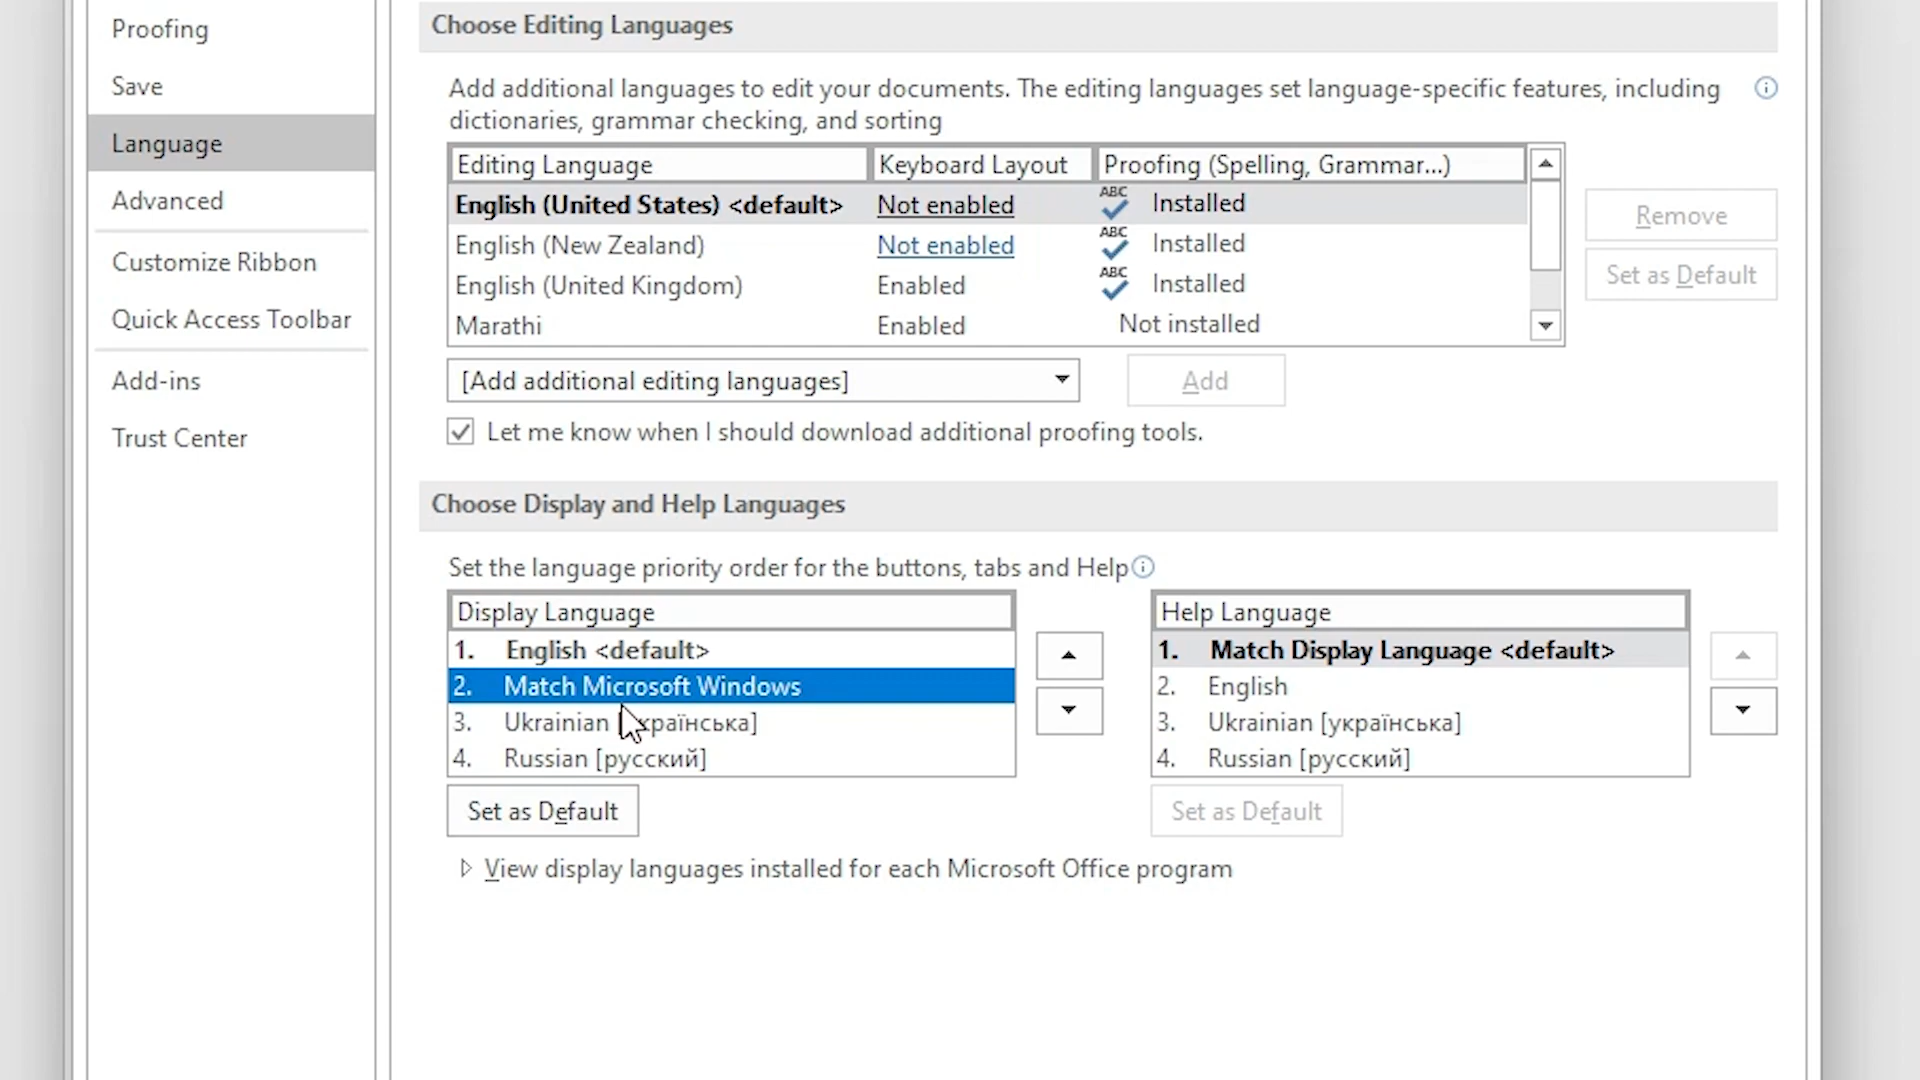 Proofing
Save
Language
Advanced
Customize Ribbon
Quick Access Toolbar
Add-ins
Trust Center
Choose Editing Languages
Add additional languages to edit your documents. The editing languages set language-specific features, including
dictionaries, grammar checking, and sorting
Editing Language Keyboard Layout Proofing (Spelling, Grammar...)
English (United States) <default> Not enabled ABC Installed
English (New Zealand) Not enabled ABC Installed
English (United Kingdom) Enabled ABC Installed
Marathi Enabled Not installed
Remove
Set as Default
[Add additional editing languages] Add
Let me know when I should download additional proofing tools.
Choose Display and Help Languages
Set the language priority order for the buttons, tabs and Help
Display Language
1. English <default>
2. Match Microsoft Windows
3. Ukrainian [українська]
4. Russian [русский]
Set as Default
Help Language
1. Match Display Language <default>
2. English
3. Ukrainian [українська]
4. Russian [русский]
Set as Default
View display languages installed for each Microsoft Office program